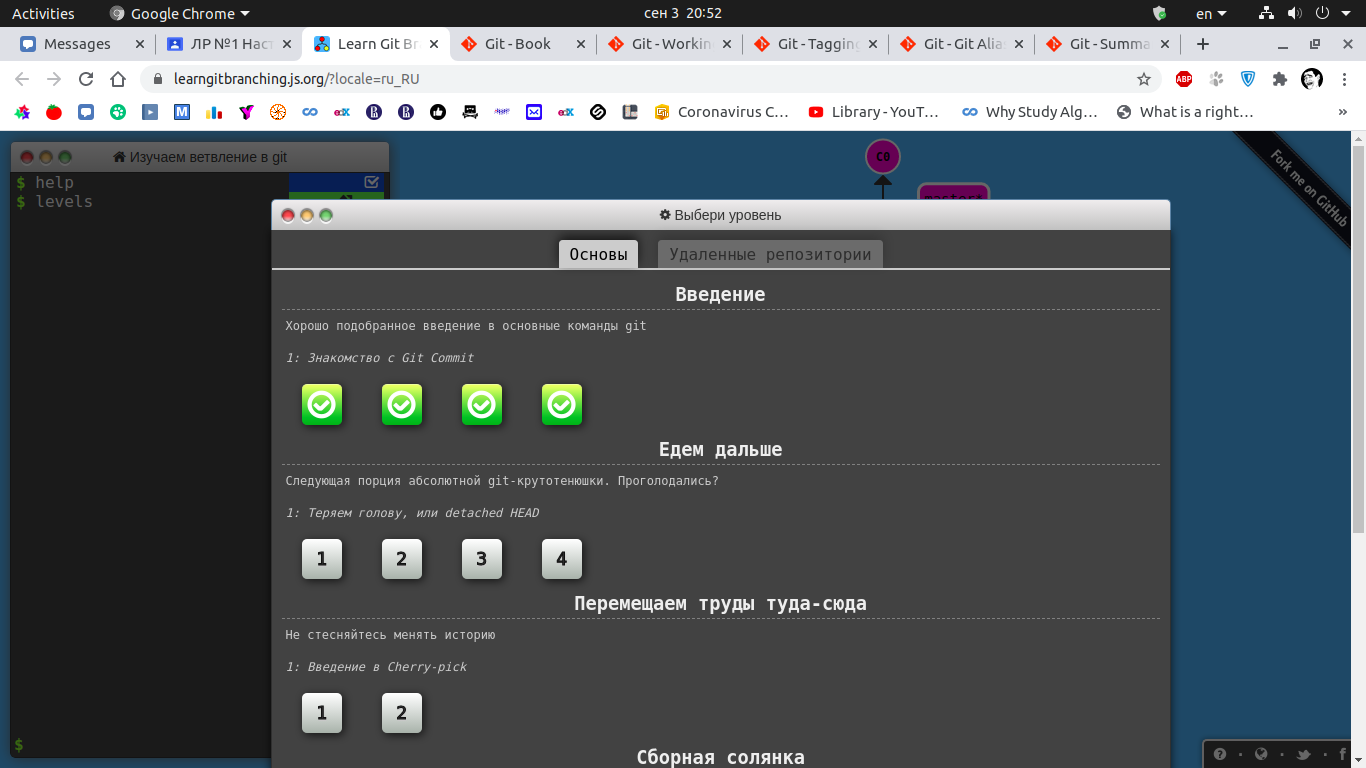 Activities Google Chrome сен 3 20:52 en
Messages ЛР №1 Наст Learn Git Br Git - Book Git - Workin Git - Tagging Git - Git Alias Git - Summa
learngitbranching.js.org/?locale=ru_RU ABP
Coronavirus C… Library - YouT… Why Study Alg… What is a right… »
Изучаем ветвление в git
C0
Fork me on GitHub
$ help
$ levels
master*
Выбери уровень
Основы Удаленные репозитории
Введение
Хорошо подобранное введение в основные команды git
1: Знакомство с Git Commit
Едем дальше
Следующая порция абсолютной git-крутотенюшки. Проголодались?
1: Теряем голову, или detached HEAD
1 2 3 4
Перемещаем труды туда-сюда
Не стесняйтесь менять историю
1: Введение в Cherry-pick
1 2
Сборная солянка
$